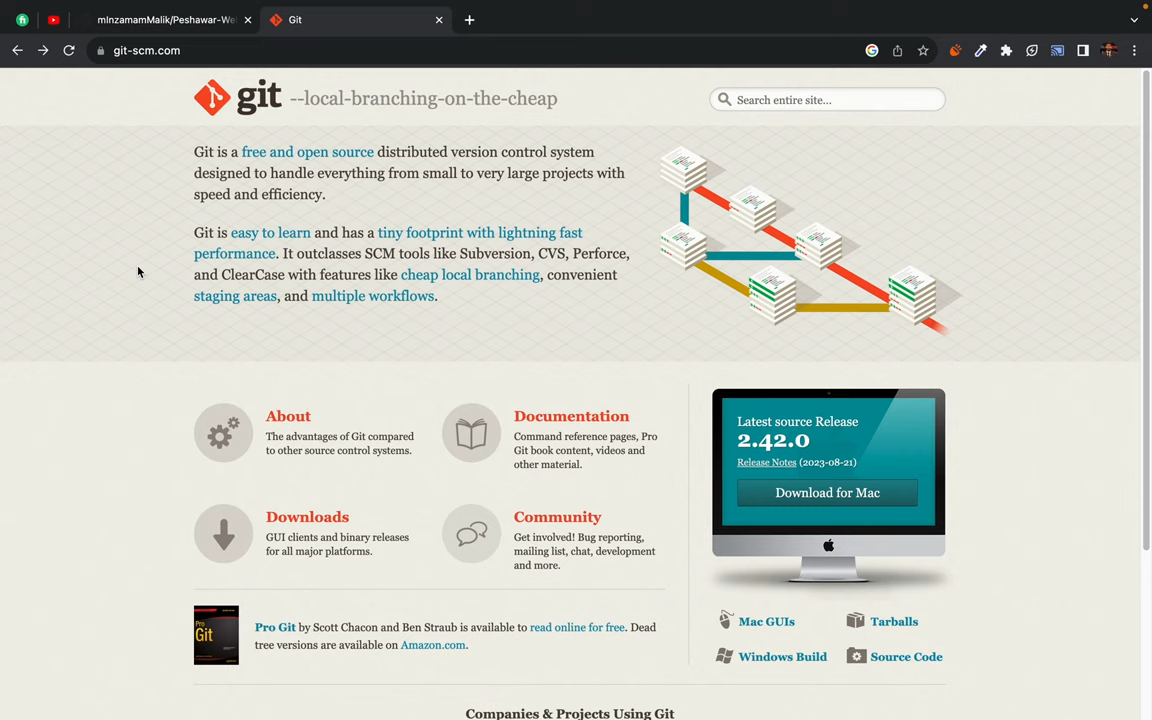 mInzamamMalik/Peshawar-We
Git
git-scm.com
git --local-branching-on-the-cheap
Search entire site...
Git is a free and open source distributed version control system
designed to handle everything from small to very large projects with
speed and efficiency.
Git is easy to learn and has a tiny footprint with lightning fast
performance. It outclasses SCM tools like Subversion, CVS, Perforce,
and ClearCase with features like cheap local branching, convenient
staging areas, and multiple workflows.
About
The advantages of Git compared
to other source control systems.
Documentation
Command reference pages, Pro
Git book content, videos and
other material.
Downloads
GUI clients and binary releases
for all major platforms.
Community
Get involved! Bug reporting,
mailing list, chat, development
and more.
Latest source Release
2.42.0
Release Notes (2023-08-21)
Download for Mac
Pro
Git
Pro Git by Scott Chacon and Ben Straub is available to read online for free. Dead
tree versions are available on Amazon.com.
Mac GUIs
Tarballs
Windows Build
Source Code
Companies & Projects Using Git